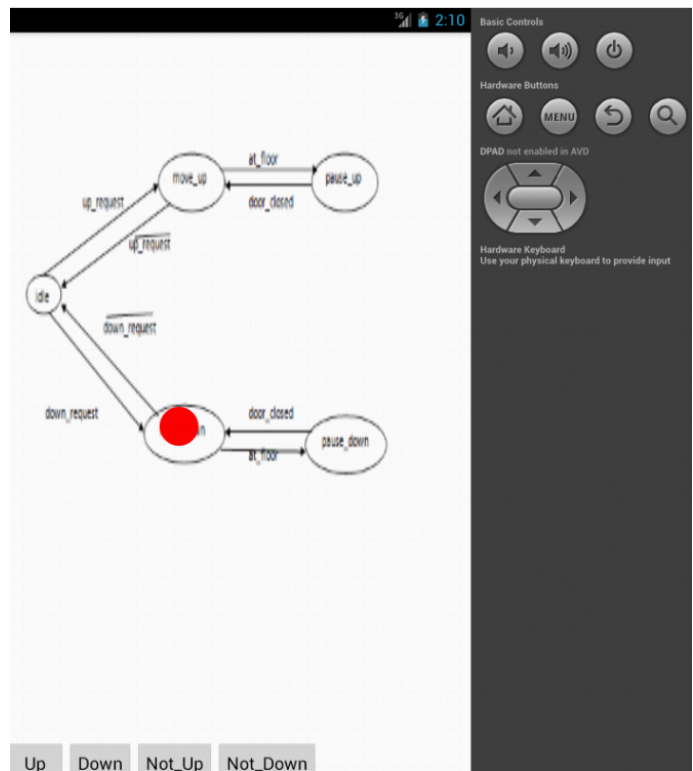 3G 2:10
Basic Controls
Hardware Buttons
MENU
DPAD not enabled in AVD
Hardware Keyboard
Use your physical keyboard to provide input
at_floor
move_up
pause_up
up_request
door_closed
up_request
idle
down_request
down_request
door_closed
pause_down
at_floor
Up Down Not_Up Not_Down